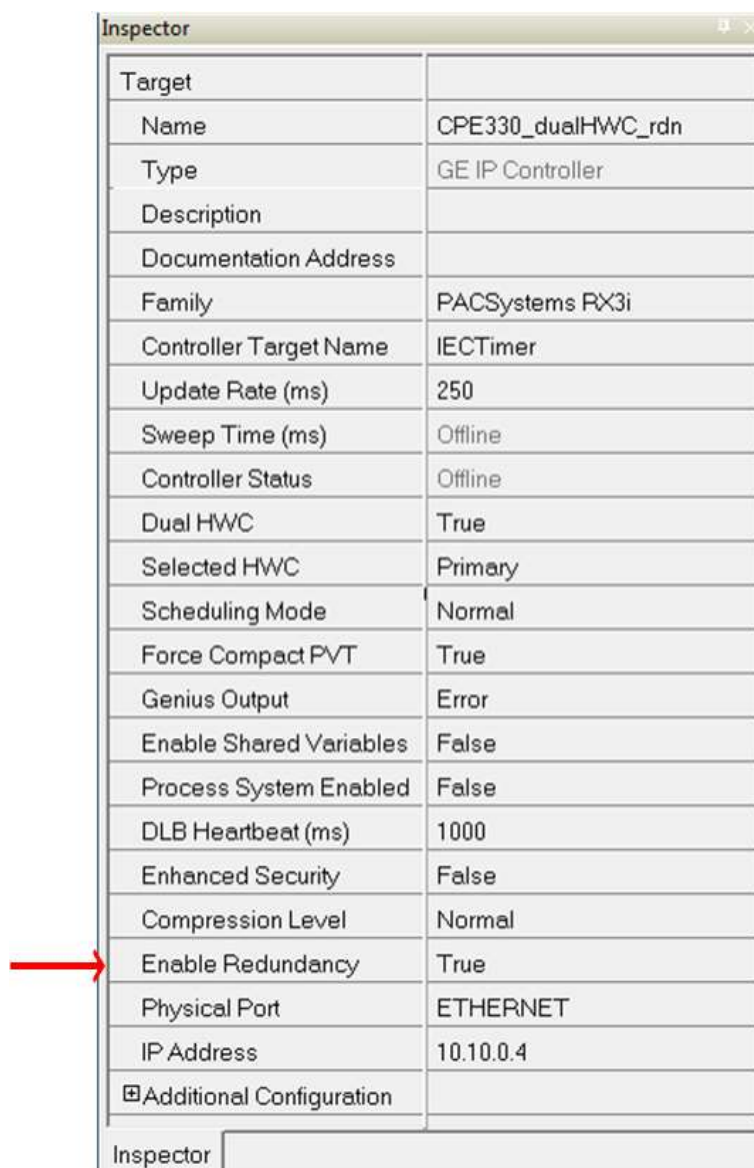 Inspector
Target
Name CPE330_dualHWC_rdn
Type GE IP Controller
Description
Documentation Address
Family PACSystems RX3i
Controller Target Name IECTimer
Update Rate (ms) 250
Sweep Time (ms) Offline
Controller Status Offline
Dual HWC True
Selected HWC Primary
Scheduling Mode Normal
Force Compact PVT True
Genius Output Error
Enable Shared Variables False
Process System Enabled False
DLB Heartbeat (ms) 1000
Enhanced Security False
Compression Level Normal
Enable Redundancy True
Physical Port ETHERNET
IP Address 10.10.0.4
Additional Configuration
Inspector